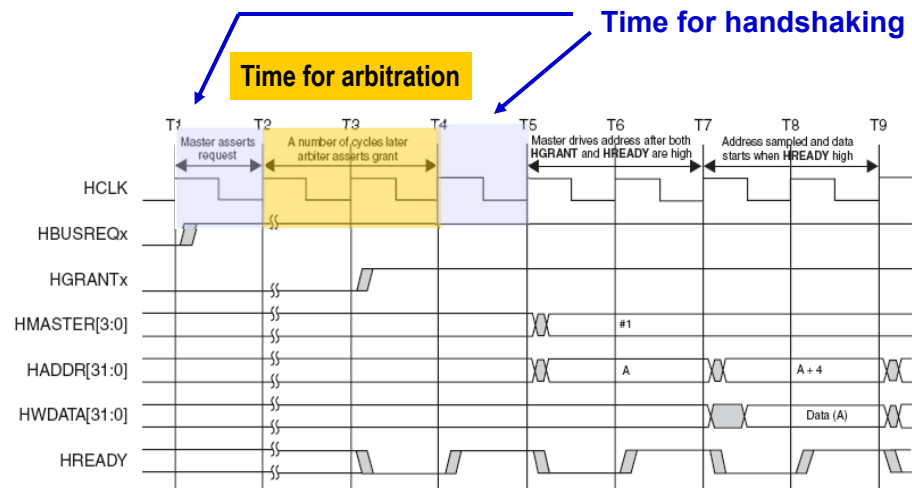 Time for handshaking
Time for arbitration
T1 T2 T3 T4 T5 T6 T7 T8 T9
Master asserts
request
A number of cycles later
arbiter asserts grant
Master drives address after both
HGRANT and HREADY are high
Address sampled and data
starts when HREADY high
HCLK
HBUSREQx
HGRANTx
HMASTER[3:0] #1
HADDR[31:0] A A + 4
HWDATA[31:0] Data (A)
HREADY